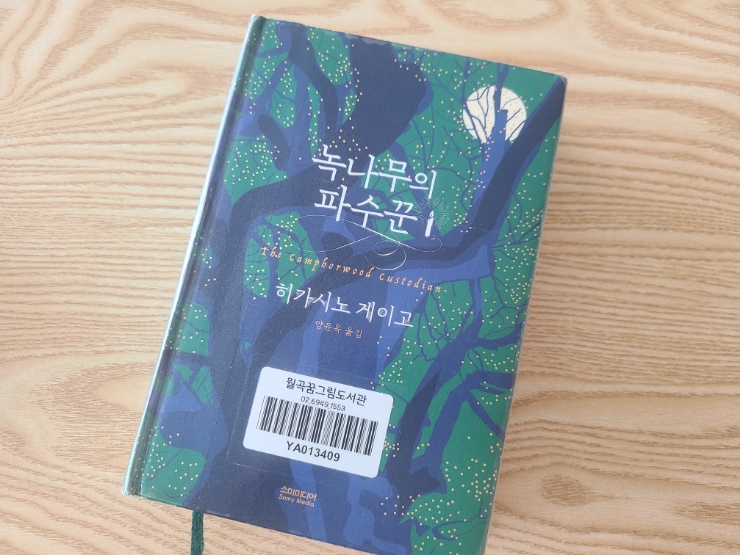 녹나무의
파수꾼
The Camphorwood Custodian
히가시노 게이고
양윤옥 옮김
월곡꿈그림도서관
02.6969.1553
YA013409
소미미디어
Somy Media